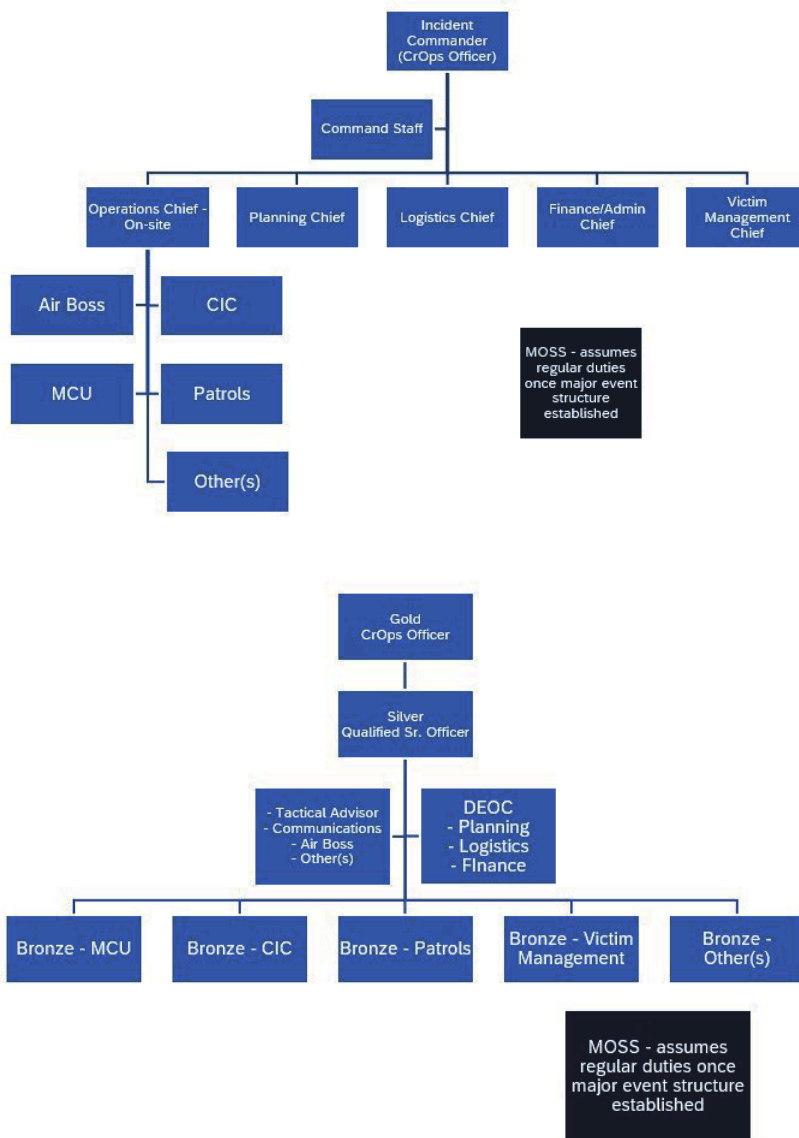 Incident
Commander
(CrOps Officer)
Command Staff
Operations Chief -
On-site
Planning Chief
Logistics Chief
Finance/Admin
Chief
Victim
Management
Chief
Air Boss
CIC
MCU
Patrols
Other(s)
MOSS - assumes
regular duties
once major event
structure
established
Gold
CrOps Officer
Silver
Qualified Sr. Officer
- Tactical Advisor
- Communications
- Air Boss
- Other(s)
DEOC
- Planning
- Logistics
- FInance
Bronze - MCU
Bronze - CIC
Bronze - Patrols
Bronze - Victim
Management
Bronze -
Other(s)
MOSS - assumes
regular duties once
major event structure
established